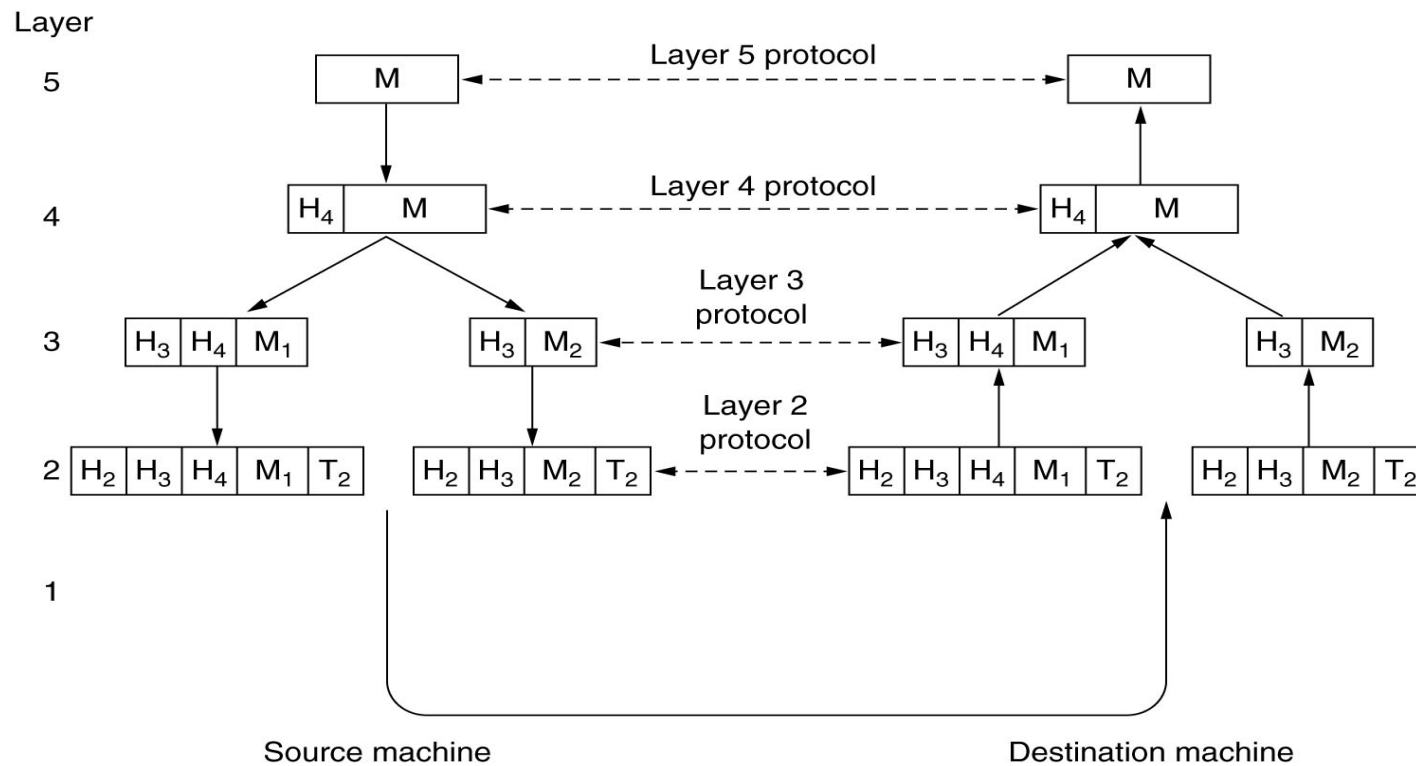 Layer
5 M Layer 5 protocol M
4 H₄ M Layer 4 protocol H₄ M
Layer 3
protocol
3 H₃ H₄ M₁ H₃ M₂ H₃ H₄ M₁ H₃ M₂
Layer 2
protocol
2 H₂ H₃ H₄ M₁ T₂ H₂ H₃ M₂ T₂ H₂ H₃ H₄ M₁ T₂ H₂ H₃ M₂ T₂
1
Source machine Destination machine